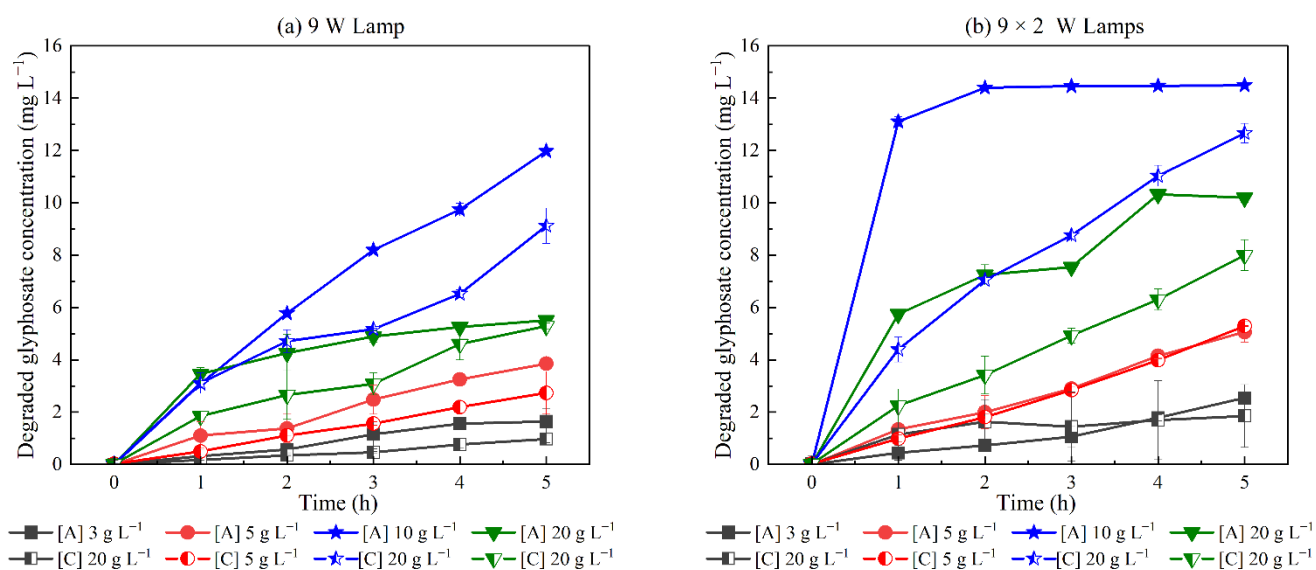 (a) 9 W Lamp
16
14
12
10
8
6
4
2
0
Degraded glyphosate concentration (mg L⁻¹)
0 1 2 3 4 5
Time (h)
[A] 3 g L⁻¹ [A] 5 g L⁻¹ [A] 10 g L⁻¹ [A] 20 g L⁻¹
[C] 20 g L⁻¹ [C] 5 g L⁻¹ [C] 20 g L⁻¹ [C] 20 g L⁻¹
(b) 9 × 2 W Lamps
16
14
12
10
8
6
4
2
0
Degraded glyphosate concentration (mg L⁻¹)
0 1 2 3 4 5
Time (h)
[A] 3 g L⁻¹ [A] 5 g L⁻¹ [A] 10 g L⁻¹ [A] 20 g L⁻¹
[C] 20 g L⁻¹ [C] 5 g L⁻¹ [C] 20 g L⁻¹ [C] 20 g L⁻¹